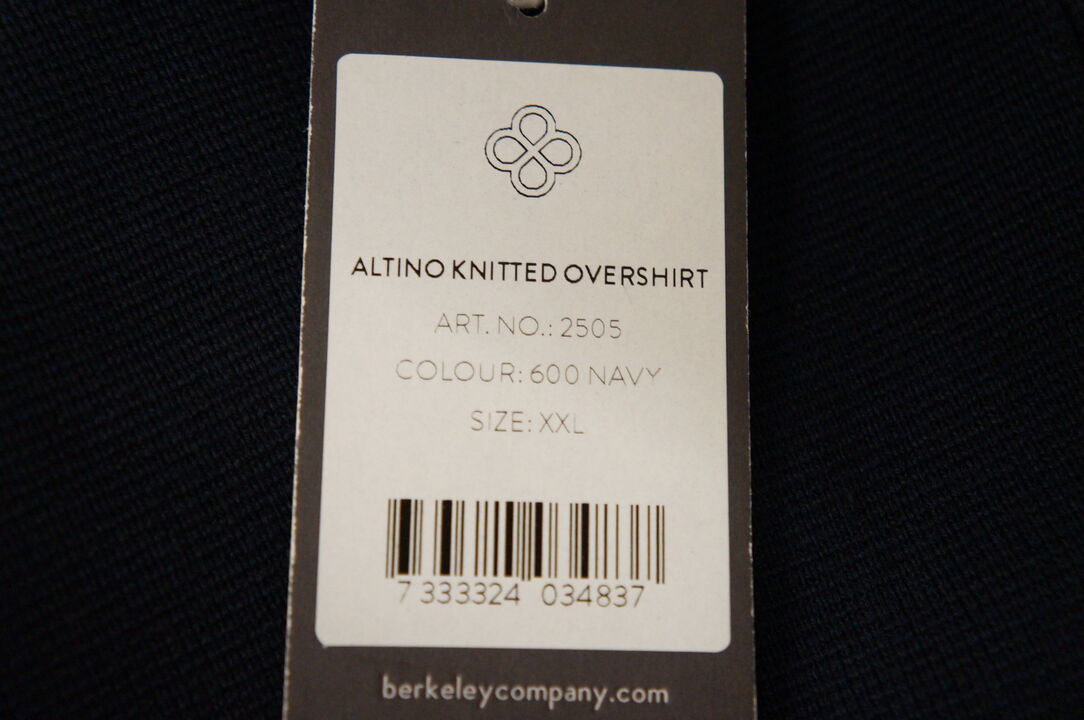 ALTINO KNITTED OVERSHIRT
ART. NO.: 2505
COLOUR: 600 NAVY
SIZE: XXL
7 333324 034837
berkeleycompany.com